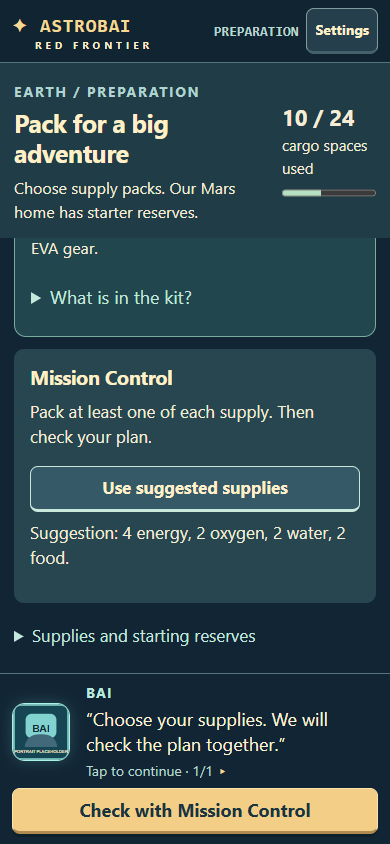 ✦ ASTROBAI
RED FRONTIER
PREPARATION
Settings
EARTH / PREPARATION
Pack for a big
adventure
Choose supply packs. Our Mars
home has starter reserves.
10 / 24
cargo spaces
used
EVA gear.
▶ What is in the kit?
Mission Control
Pack at least one of each supply. Then
check your plan.
Use suggested supplies
Suggestion: 4 energy, 2 oxygen, 2 water, 2
food.
▶ Supplies and starting reserves
BAI
PORTRAIT PLACEHOLDER
BAI
“Choose your supplies. We will
check the plan together.”
Tap to continue · 1/1 ▸
Check with Mission Control